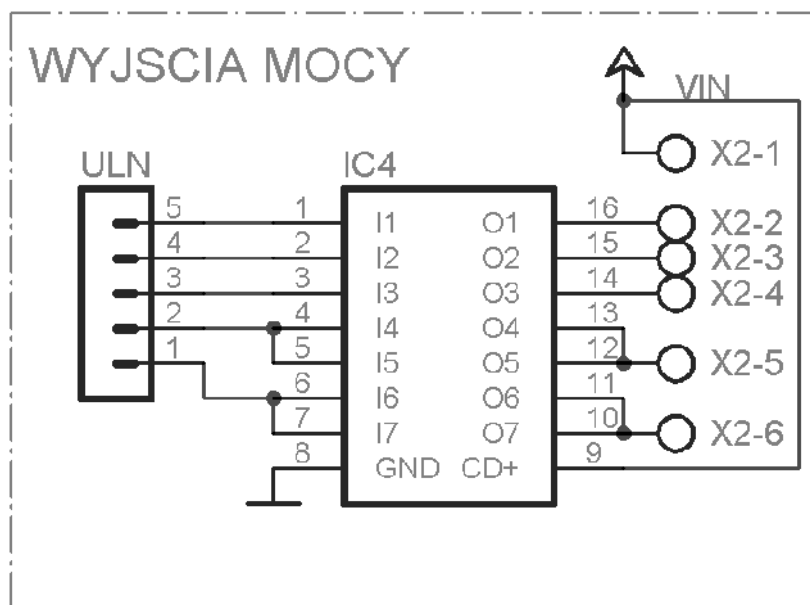 WYJSCIA MOCY
VIN
X2-1
ULN
IC4
5 1 I1 O1 16 X2-2
4 2 I2 O2 15 X2-3
3 3 I3 O3 14 X2-4
2 4 I4 O4 13
5 I5 O5 12 X2-5
1 6 I6 O6 11
7 I7 O7 10 X2-6
8 GND CD+ 9